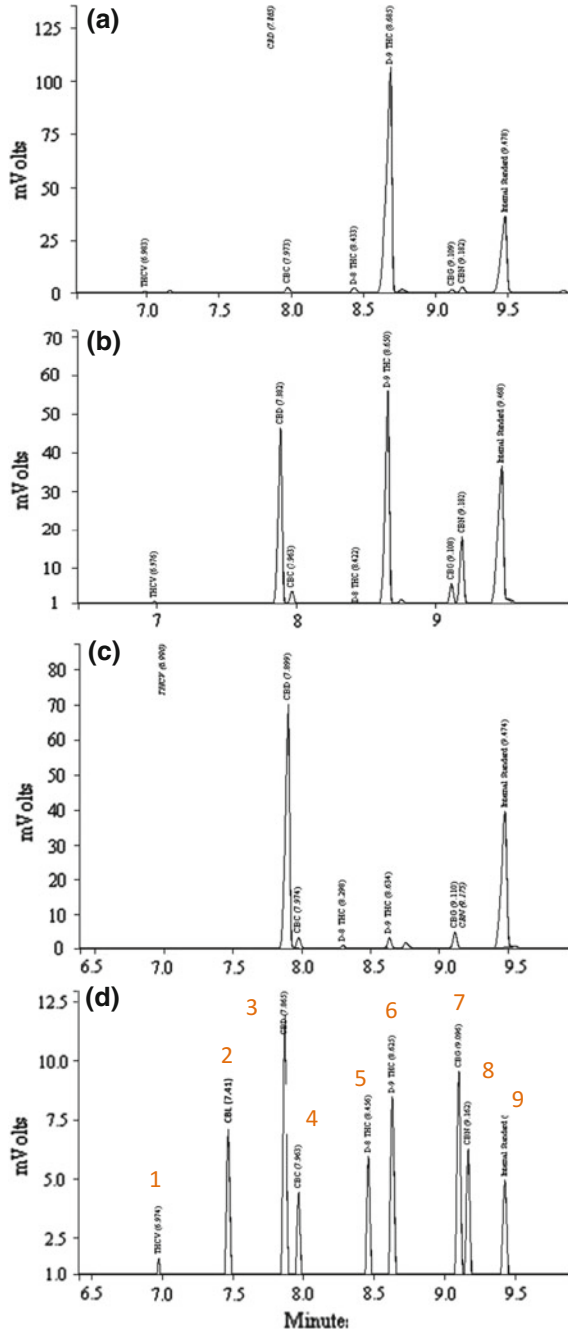 (a)
125
100
75
50
25
0
mVolts
THCV (6.983)
CBD (7.865)
CBC (7.973)
D-8 THC (8.433)
D-9 THC (8.685)
CBG (9.109)
CBN (9.182)
Internal Standard (9.478)
7.0 7.5 8.0 8.5 9.0 9.5
(b)
70
60
50
40
30
20
10
1
mVolts
THCV (6.976)
CBD (7.882)
CBC (7.963)
D-8 THC (8.422)
D-9 THC (8.650)
CBG (9.108)
CBN (9.182)
Internal Standard (9.468)
7 8 9
(c)
80
70
60
50
40
30
20
10
0
mVolts
THCV (6.990)
CBD (7.899)
CBC (7.974)
D-8 THC (8.298)
D-9 THC (8.634)
CBG (9.110)
CBN (9.175)
Internal Standard (9.474)
6.5 7.0 7.5 8.0 8.5 9.0 9.5
(d)
12.5
10.0
7.5
5.0
2.5
1.0
mVolts
1
THCV (6.974)
2
CBL (7.41)
3
CBD (7.865)
4
CBC (7.963)
5
D-8 THC (8.456)
6
D-9 THC (8.625)
7
CBG (9.096)
8
CBN (9.162)
9
Internal Standard (
6.5 7.0 7.5 8.0 8.5 9.0 9.5
Minute: